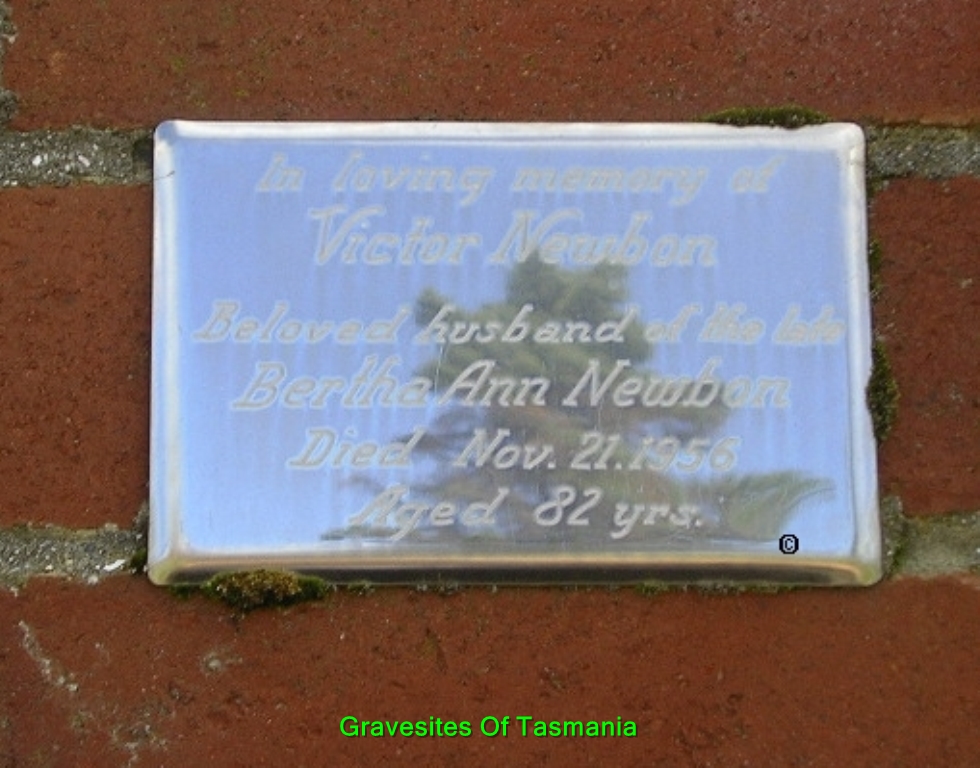 In loving memory of
Victor Newbon
Beloved husband of the late
Bertha Ann Newbon
Died Nov. 21. 1956
Aged 82 yrs.
©
Gravesites Of Tasmania